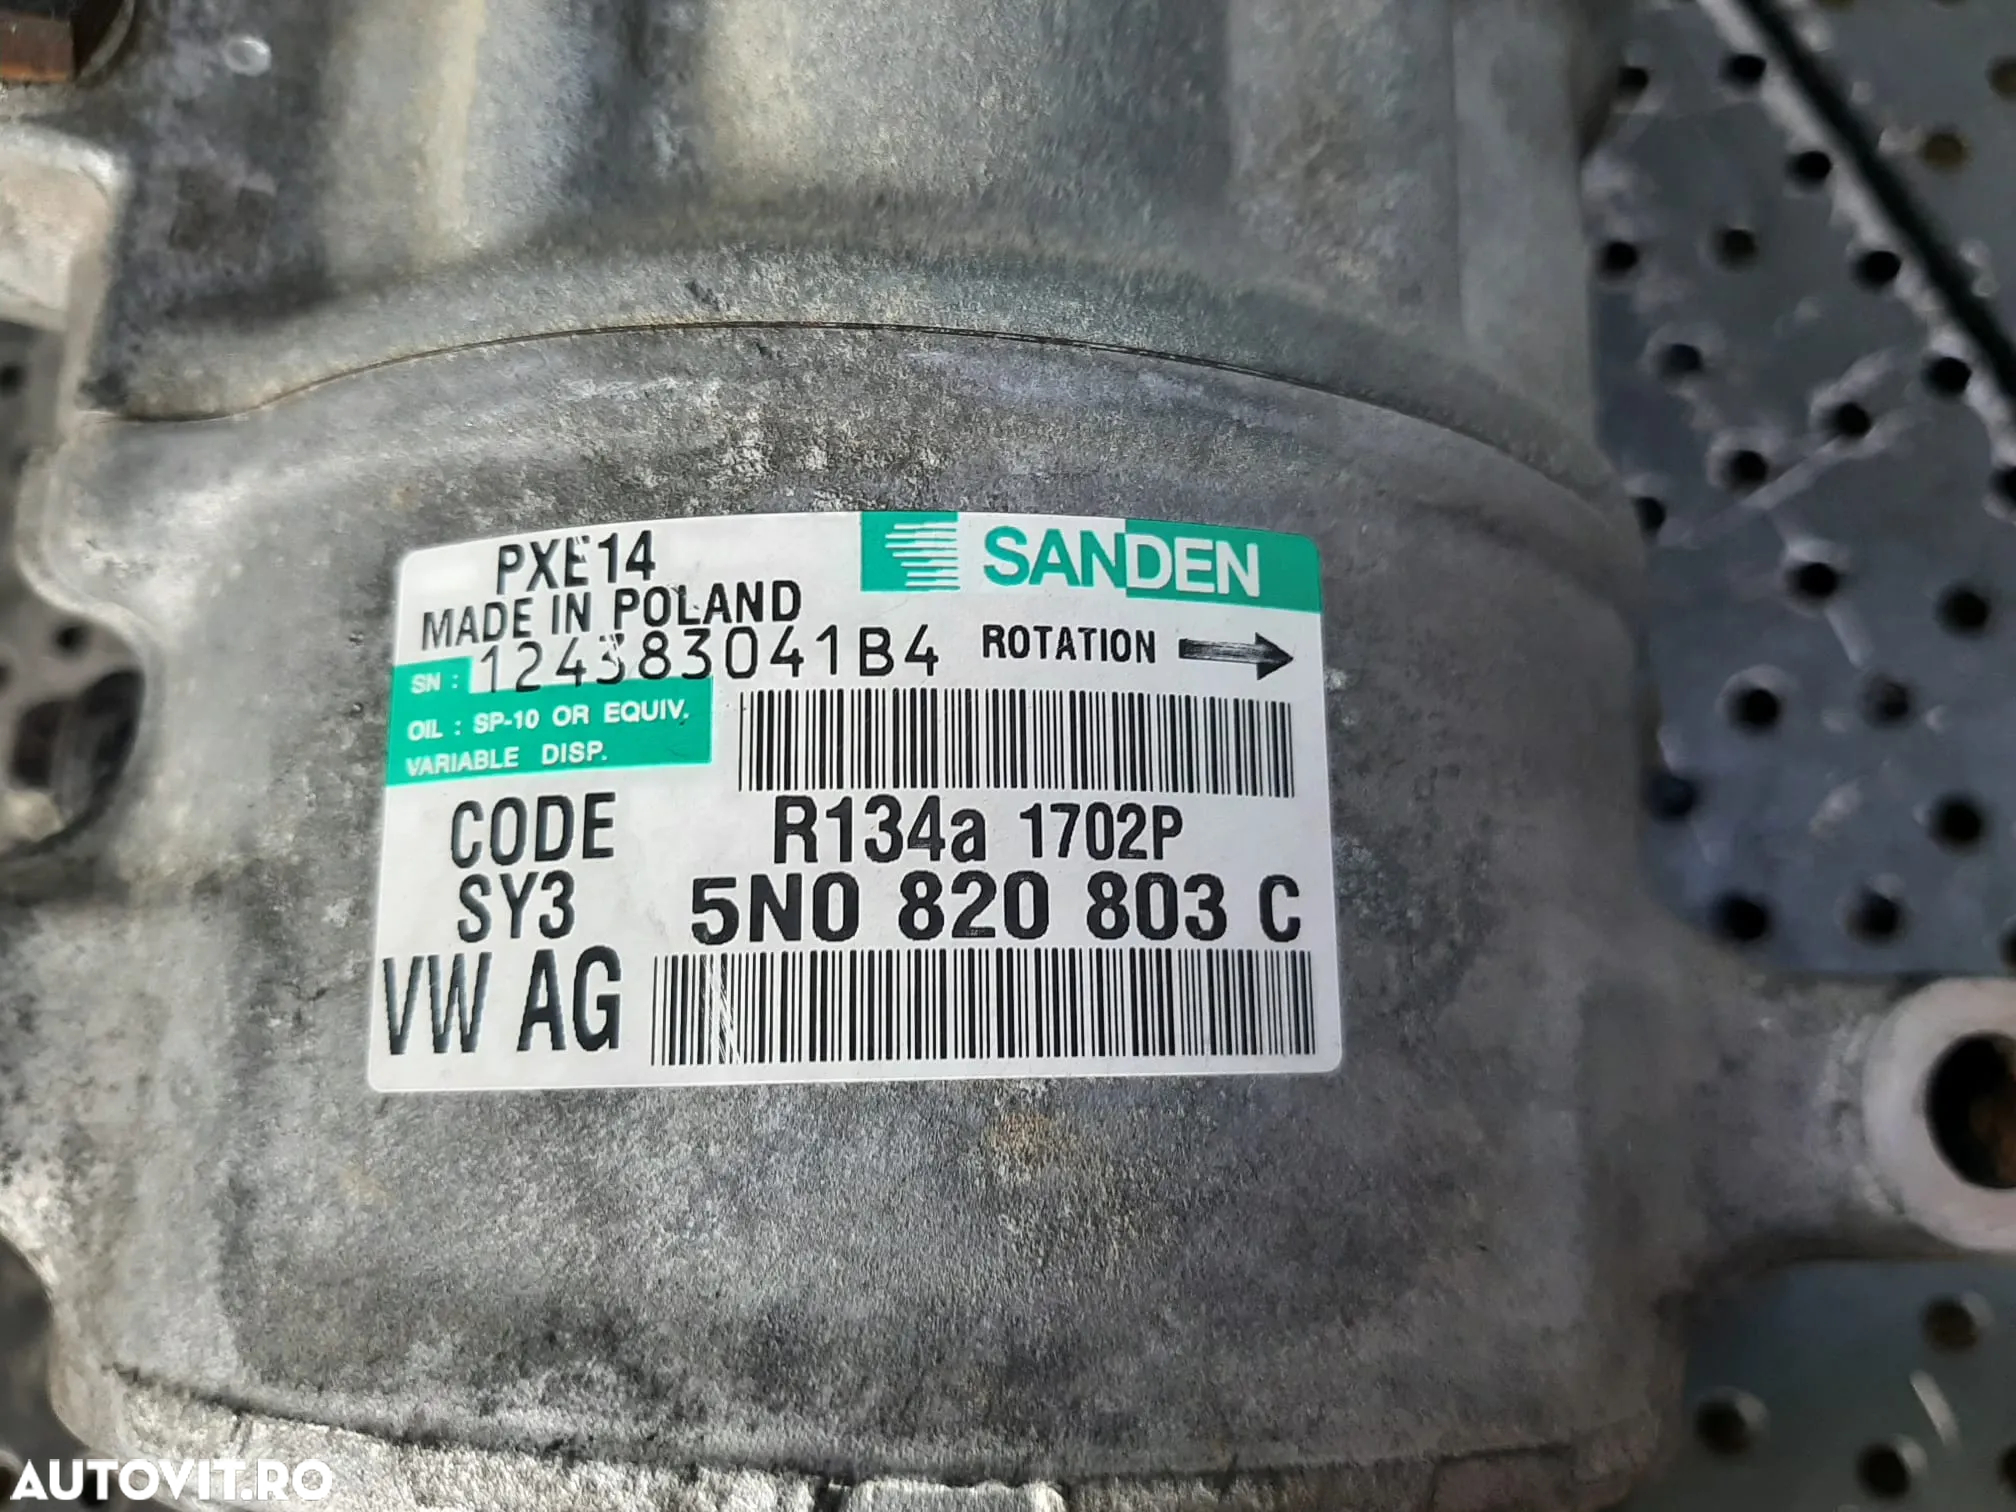 PXE14
SANDEN
MADE IN POLAND
SN : 124383041B4
ROTATION
OIL : SP-10 OR EQUIV.
VARIABLE DISP.
CODE
R134a 1702P
SY3
5N0 820 803 C
VW AG
AUTOVIT.RO